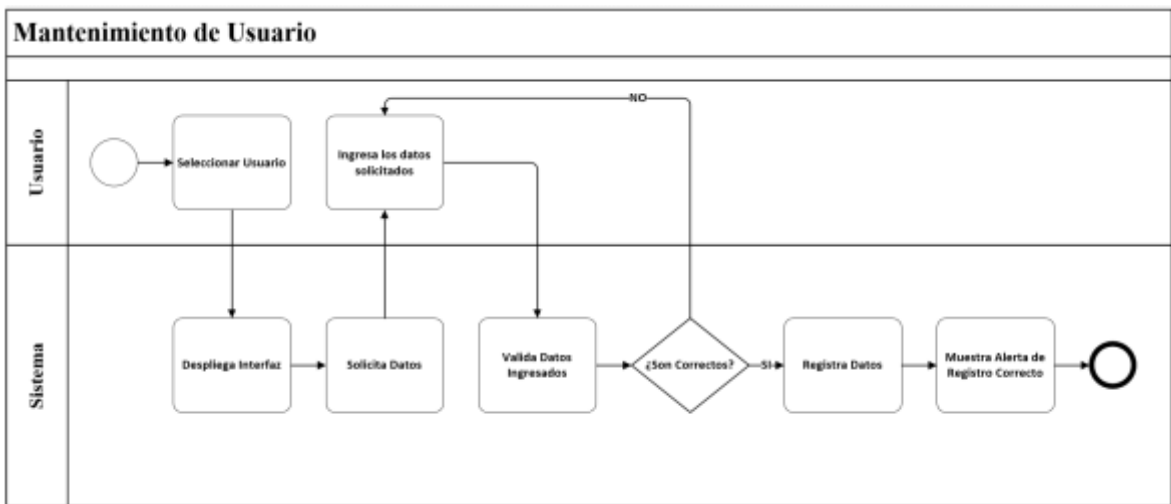 Mantenimiento de Usuario
Usuario
Seleccionar Usuario
Ingresa los datos
solicitados
NO
Sistema
Despliega Interfaz
Solicita Datos
Valida Datos
Ingresados
¿Son Correctos?
SI
Registra Datos
Muestra Alerta de
Registro Correcto